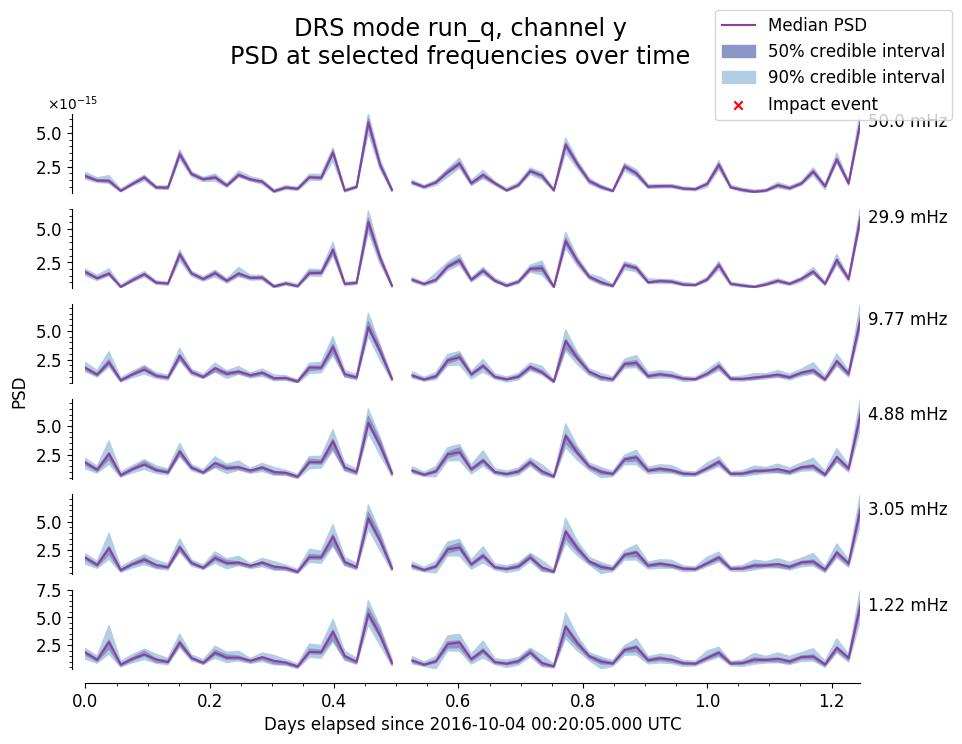 DRS mode run_q, channel y
PSD at selected frequencies over time
Median PSD
50% credible interval
90% credible interval
Impact event
×10⁻¹⁵
5.0
2.5
50.0 mHz
5.0
2.5
29.9 mHz
5.0
2.5
9.77 mHz
PSD
5.0
2.5
4.88 mHz
5.0
2.5
3.05 mHz
7.5
5.0
2.5
1.22 mHz
0.0 0.2 0.4 0.6 0.8 1.0 1.2
Days elapsed since 2016-10-04 00:20:05.000 UTC